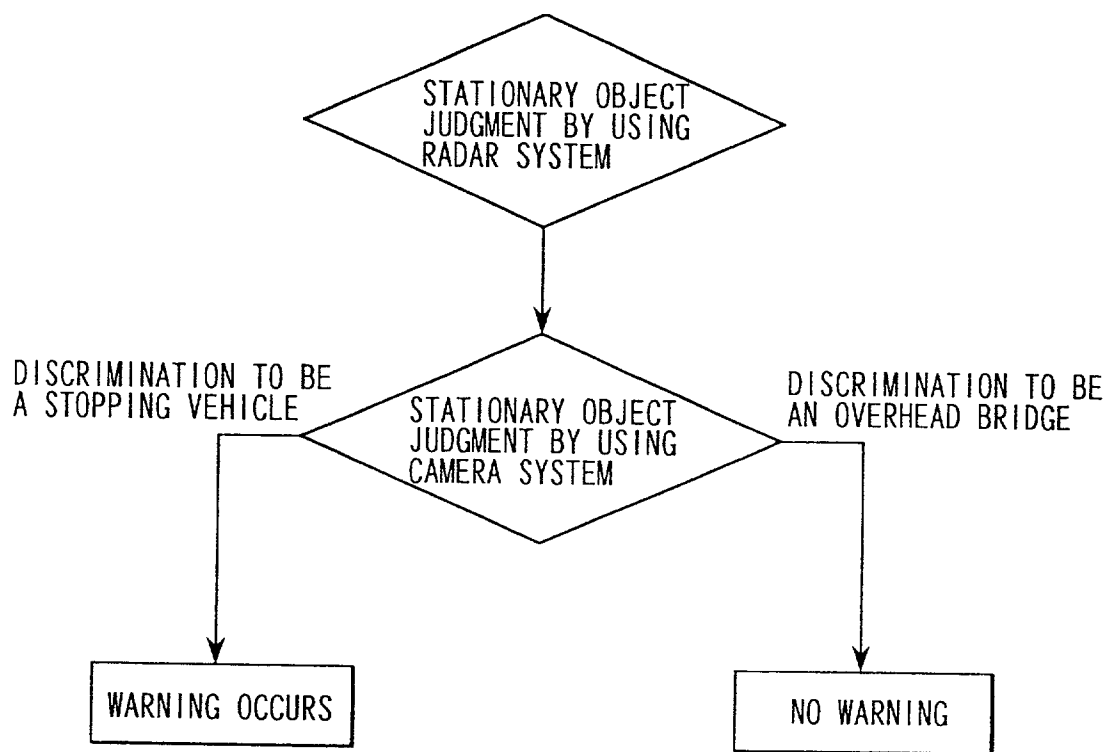 STATIONARY OBJECT
JUDGMENT BY USING
RADAR SYSTEM
DISCRIMINATION TO BE
A STOPPING VEHICLE
STATIONARY OBJECT
JUDGMENT BY USING
CAMERA SYSTEM
DISCRIMINATION TO BE
AN OVERHEAD BRIDGE
WARNING OCCURS
NO WARNING